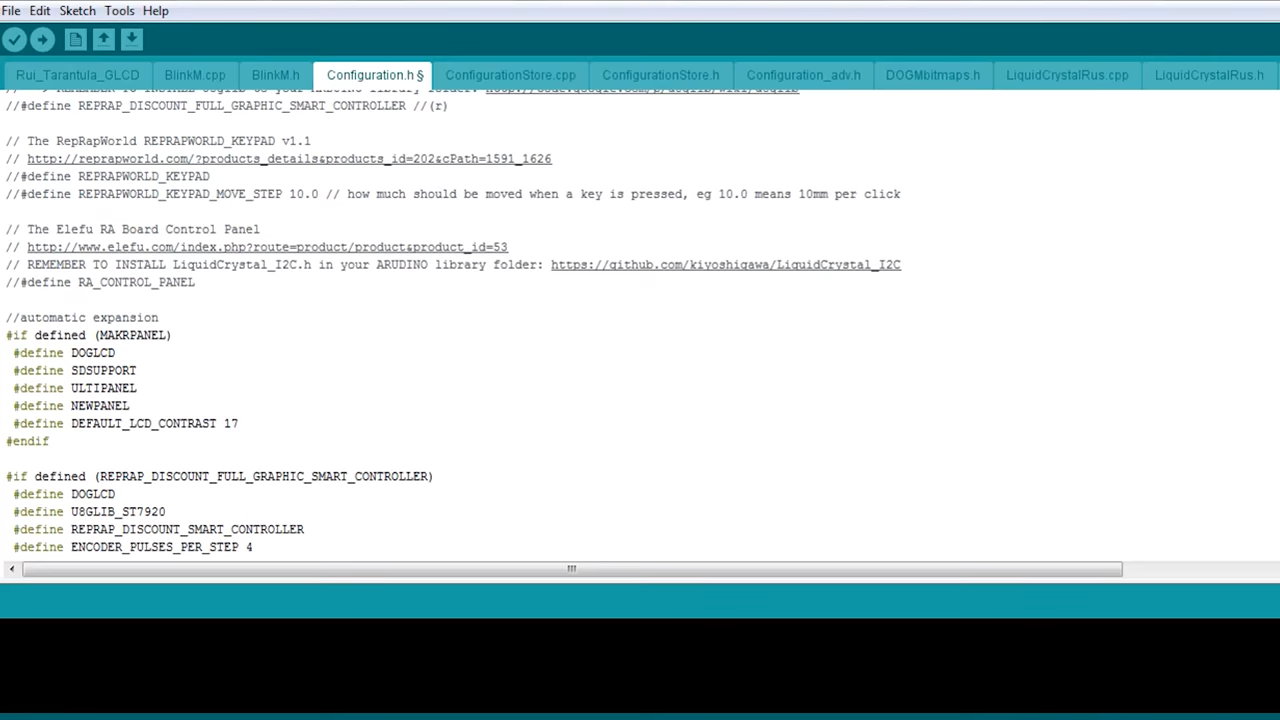 File Edit Sketch Tools Help
Rui_Tarantula_GLCD BlinkM.cpp BlinkM.h Configuration.h § ConfigurationStore.cpp ConfigurationStore.h Configuration_adv.h DOGMbitmaps.h LiquidCrystalRus.cpp LiquidCrystalRus.h
//#define REPRAP_DISCOUNT_FULL_GRAPHIC_SMART_CONTROLLER //(r)
// The RepRapWorld REPRAPWORLD_KEYPAD v1.1
// http://reprapworld.com/?products_details&products_id=202&cPath=1591_1626
//#define REPRAPWORLD_KEYPAD
//#define REPRAPWORLD_KEYPAD_MOVE_STEP 10.0 // how much should be moved when a key is pressed, eg 10.0 means 10mm per click
// The Elefu RA Board Control Panel
// http://www.elefu.com/index.php?route=product/product&product_id=53
// REMEMBER TO INSTALL LiquidCrystal_I2C.h in your ARUDINO library folder: https://github.com/kiyoshigawa/LiquidCrystal_I2C
//#define RA_CONTROL_PANEL
//automatic expansion
#if defined (MAKRPANEL)
#define DOGLCD
#define SDSUPPORT
#define ULTIPANEL
#define NEWPANEL
#define DEFAULT_LCD_CONTRAST 17
#endif
#if defined (REPRAP_DISCOUNT_FULL_GRAPHIC_SMART_CONTROLLER)
#define DOGLCD
#define U8GLIB_ST7920
#define REPRAP_DISCOUNT_SMART_CONTROLLER
#define ENCODER_PULSES_PER_STEP 4